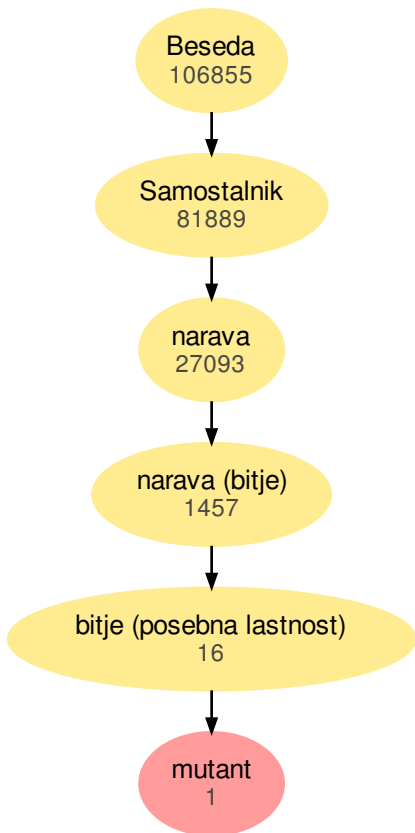 Beseda
106855
Samostalnik
81889
narava
27093
narava (bitje)
1457
bitje (posebna lastnost)
16
mutant
1